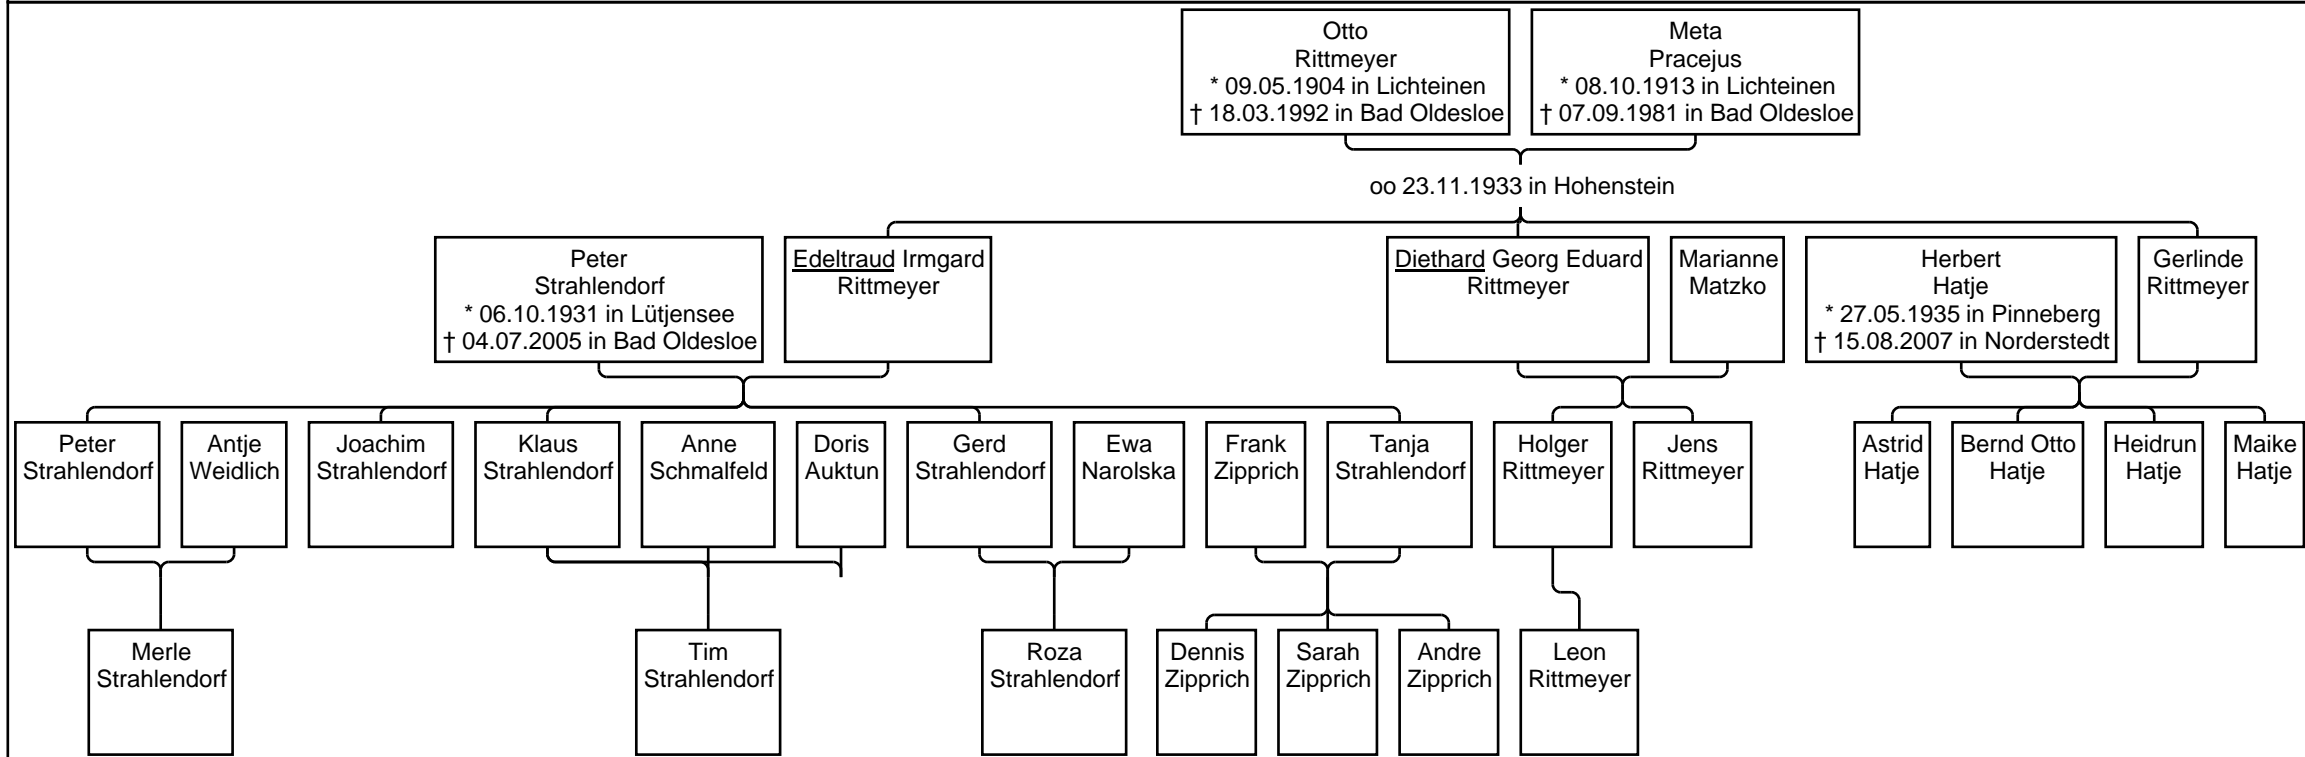 Otto
Rittmeyer
* 09.05.1904 in Lichteinen
† 18.03.1992 in Bad Oldesloe
Meta
Pracejus
* 08.10.1913 in Lichteinen
† 07.09.1981 in Bad Oldesloe
oo 23.11.1933 in Hohenstein
Peter
Strahlendorf
* 06.10.1931 in Lütjensee
† 04.07.2005 in Bad Oldesloe
Edeltraud Irmgard
Rittmeyer
Diethard Georg Eduard
Rittmeyer
Marianne
Matzko
Herbert
Hatje
* 27.05.1935 in Pinneberg
† 15.08.2007 in Norderstedt
Gerlinde
Rittmeyer
Peter
Strahlendorf
Antje
Weidlich
Joachim
Strahlendorf
Klaus
Strahlendorf
Anne
Schmalfeld
Doris
Auktun
Gerd
Strahlendorf
Ewa
Narolska
Frank
Zipprich
Tanja
Strahlendorf
Holger
Rittmeyer
Jens
Rittmeyer
Astrid
Hatje
Bernd Otto
Hatje
Heidrun
Hatje
Maike
Hatje
Merle
Strahlendorf
Tim
Strahlendorf
Roza
Strahlendorf
Dennis
Zipprich
Sarah
Zipprich
Andre
Zipprich
Leon
Rittmeyer